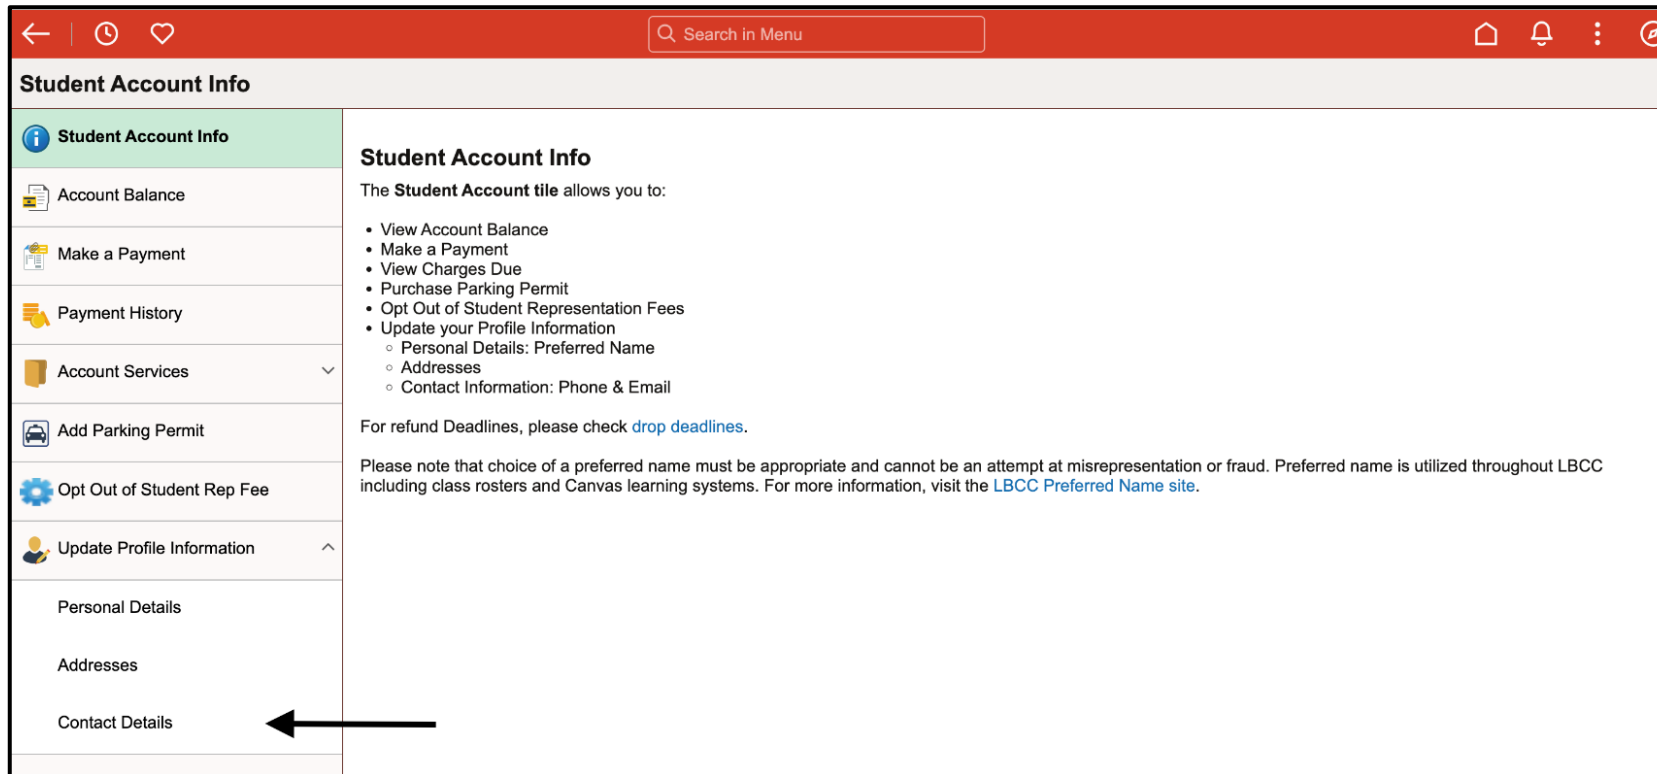 Search in Menu
Student Account Info
Student Account Info
Account Balance
Make a Payment
Payment History
Account Services
Add Parking Permit
Opt Out of Student Rep Fee
Update Profile Information
Personal Details
Addresses
Contact Details
Student Account Info
The Student Account tile allows you to:
• View Account Balance
• Make a Payment
• View Charges Due
• Purchase Parking Permit
• Opt Out of Student Representation Fees
• Update your Profile Information
◦ Personal Details: Preferred Name
◦ Addresses
◦ Contact Information: Phone & Email
For refund Deadlines, please check drop deadlines.
Please note that choice of a preferred name must be appropriate and cannot be an attempt at misrepresentation or fraud. Preferred name is utilized throughout LBCC
including class rosters and Canvas learning systems. For more information, visit the LBCC Preferred Name site.